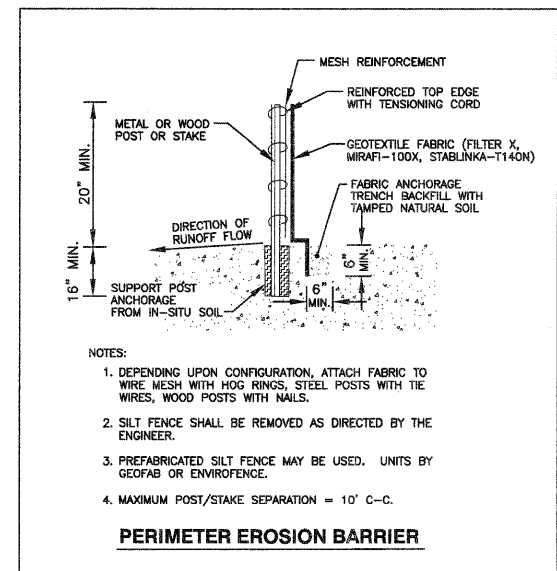 MESH REINFORCEMENT
REINFORCED TOP EDGE
WITH TENSIONING CORD
METAL OR WOOD
POST OR STAKE
GEOTEXTILE FABRIC (FILTER X,
MIRAFI-100X, STABLINKA-T140N)
20" MIN.
FABRIC ANCHORAGE
TRENCH BACKFILL WITH
TAMPED NATURAL SOIL
DIRECTION OF
RUNOFF FLOW
16" MIN.
6"
MIN.
6"
MIN.
SUPPORT POST
ANCHORAGE
FROM IN-SITU SOIL
NOTES:
1. DEPENDING UPON CONFIGURATION, ATTACH FABRIC TO
WIRE MESH WITH HOG RINGS, STEEL POSTS WITH TIE
WIRES, WOOD POSTS WITH NAILS.
2. SILT FENCE SHALL BE REMOVED AS DIRECTED BY THE
ENGINEER.
3. PREFABRICATED SILT FENCE MAY BE USED. UNITS BY
GEOFAB OR ENVIROFENCE.
4. MAXIMUM POST/STAKE SEPARATION = 10' C-C.
PERIMETER EROSION BARRIER